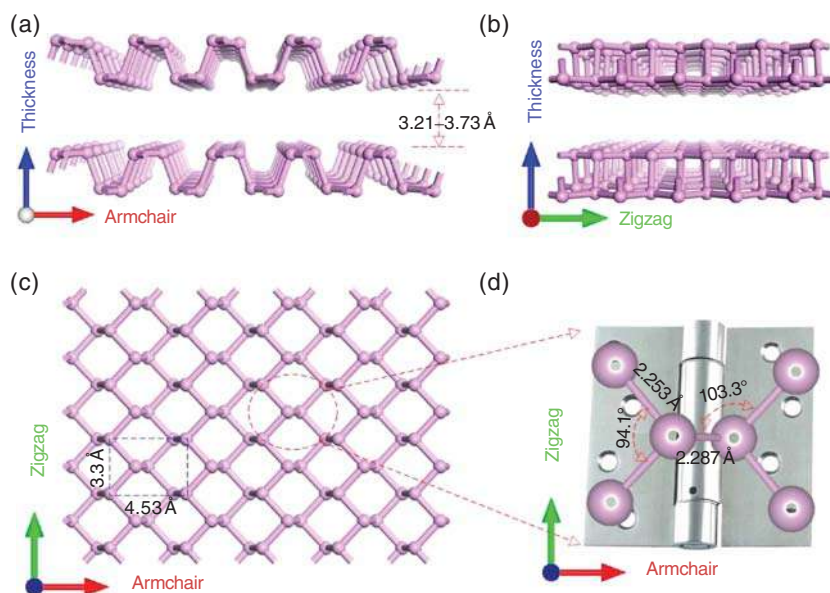 (a)
Thickness
3.21–3.73 Å
Armchair
(b)
Thickness
Zigzag
(c)
Zigzag
3.3 Å
4.53 Å
Armchair
(d)
Zigzag
2.253 Å
103.3°
94.1°
2.287 Å
Armchair